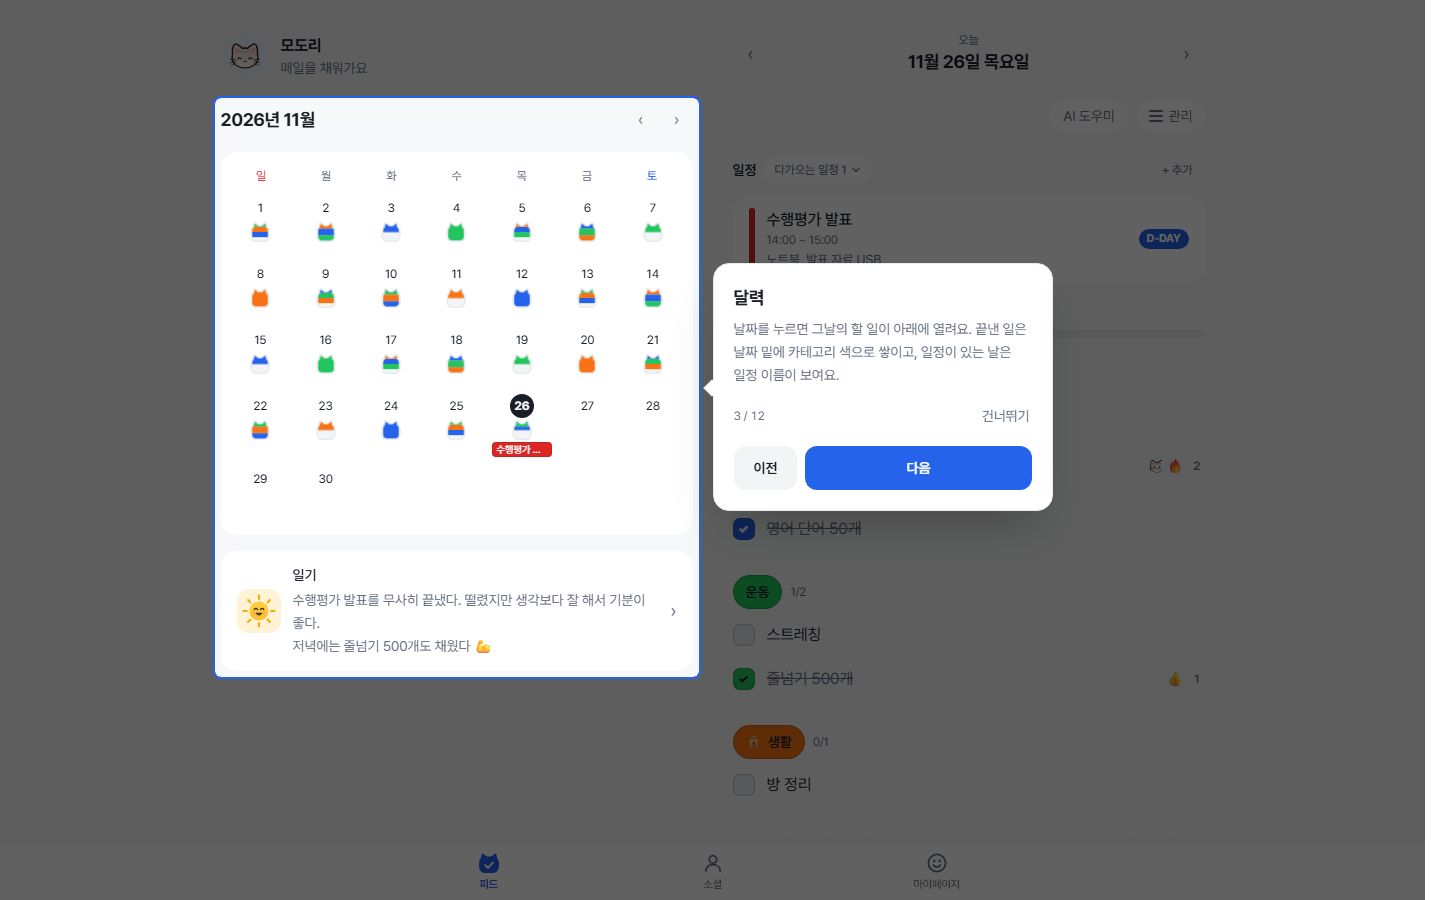 모도리
매일을 채워가요
오늘
11월 26일 목요일
2026년 11월
일 월 화 수 목 금 토
1 2 3 4 5 6 7
8 9 10 11 12 13 14
15 16 17 18 19 20 21
22 23 24 25 26 27 28
수행평가 ...
29 30
일기
수행평가 발표를 무사히 끝냈다. 떨렸지만 생각보다 잘 해서 기분이
좋다.
저녁에는 줄넘기 500개도 채웠다 💪
AI 도우미
관리
일정
다가오는 일정 1
+ 추가
수행평가 발표
14:00 – 15:00
노트북, 발표 자료 USB
D-DAY
달력
날짜를 누르면 그날의 할 일이 아래에 열려요. 끝낸 일은
날짜 밑에 카테고리 색으로 쌓이고, 일정이 있는 날은
일정 이름이 보여요.
3 / 12
건너뛰기
이전
다음
2
영어 단어 50개
운동 1/2
스트레칭
줄넘기 500개
1
생활 0/1
방 정리
피드
소셜
마이페이지